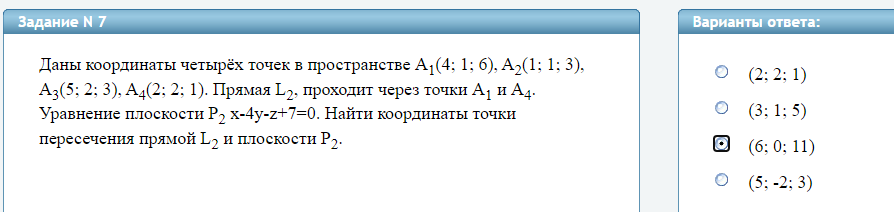 Задание N 7
Даны координаты четырёх точек в пространстве A₁(4; 1; 6), A₂(1; 1; 3),
A₃(5; 2; 3), A₄(2; 2; 1). Прямая L₂, проходит через точки A₁ и A₄.
Уравнение плоскости P₂ x-4y-z+7=0. Найти координаты точки
пересечения прямой L₂ и плоскости P₂.
Варианты ответа:
(2; 2; 1)
(3; 1; 5)
(6; 0; 11)
(5; -2; 3)